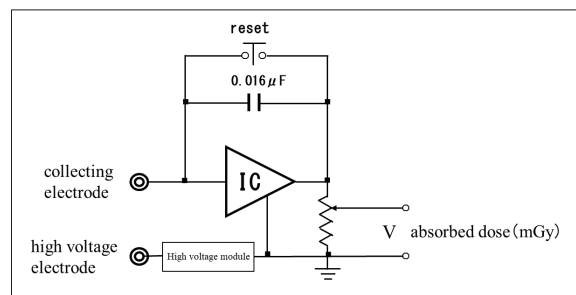 reset
0.016μF
collecting
electrode
IC
V absorbed dose(mGy)
high voltage
electrode
High voltage module